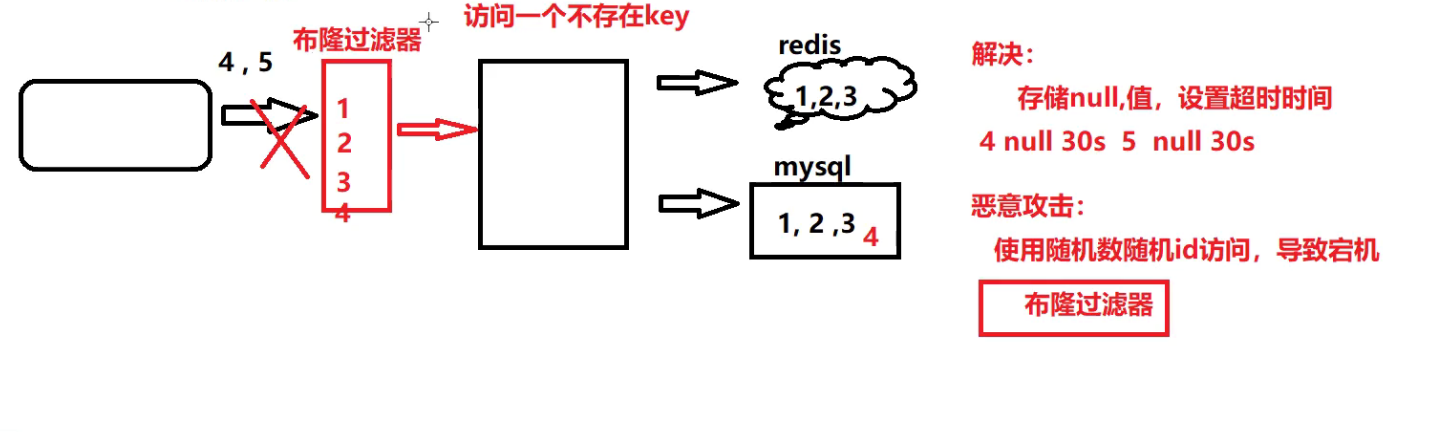 访问一个不存在key
布隆过滤器
4 , 5
1
2
3
4
redis
1,2,3
mysql
1, 2 ,3 4
解决：
存储null,值，设置超时时间
4 null 30s 5 null 30s
恶意攻击：
使用随机数随机id访问，导致宕机
布隆过滤器